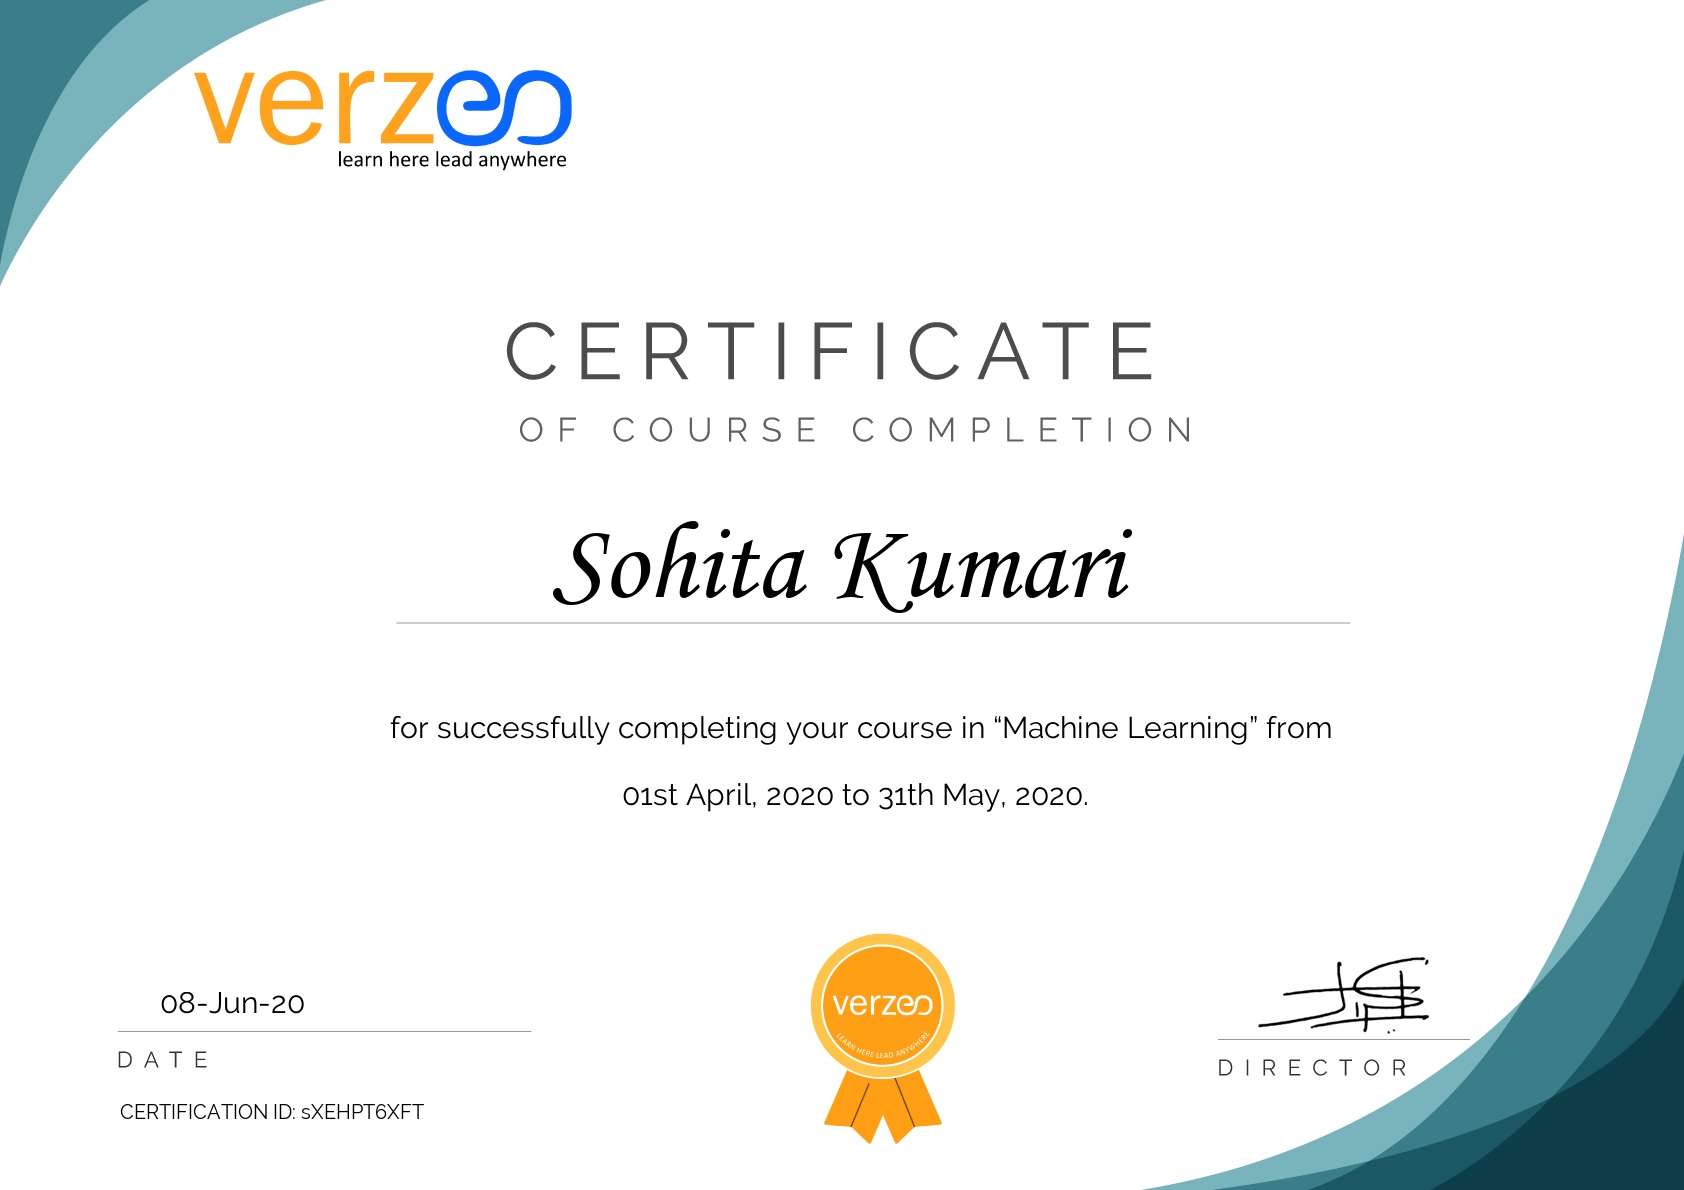 verzeo
learn here lead anywhere
CERTIFICATE
OF COURSE COMPLETION
Sohita Kumari
for successfully completing your course in “Machine Learning” from
01st April, 2020 to 31th May, 2020.
08-Jun-20
DATE
CERTIFICATION ID: sXEHPT6XFT
verzeo
LEARN HERE LEAD ANYWHERE
DIRECTOR